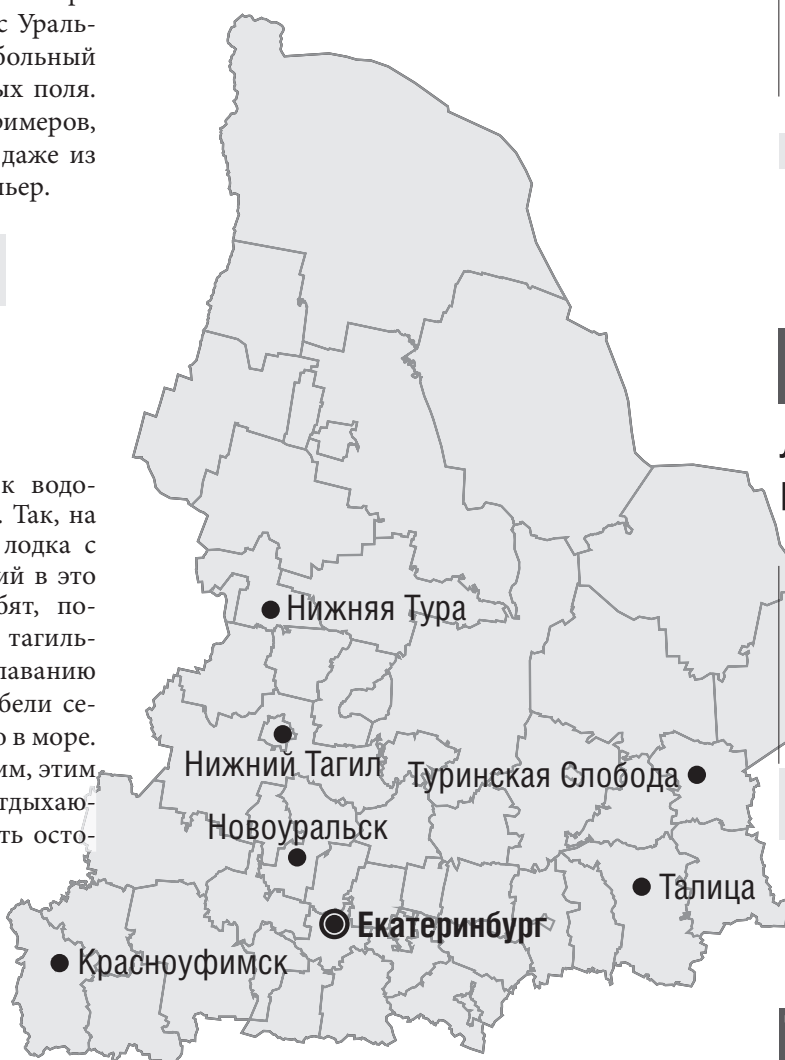 с Ураль-
больный
ых поля.
римеров,
даже из
ьер.
к водо-
. Так, на
лодка с
ий в это
бят, по-
тагиль-
лаванию
бели се-
о в море.
им, этим
тдыхаю-
ть осто-
Нижняя Тура
Нижний Тагил
Туринская Слобода
Новоуральск
Талица
Екатеринбург
Красноуфимск